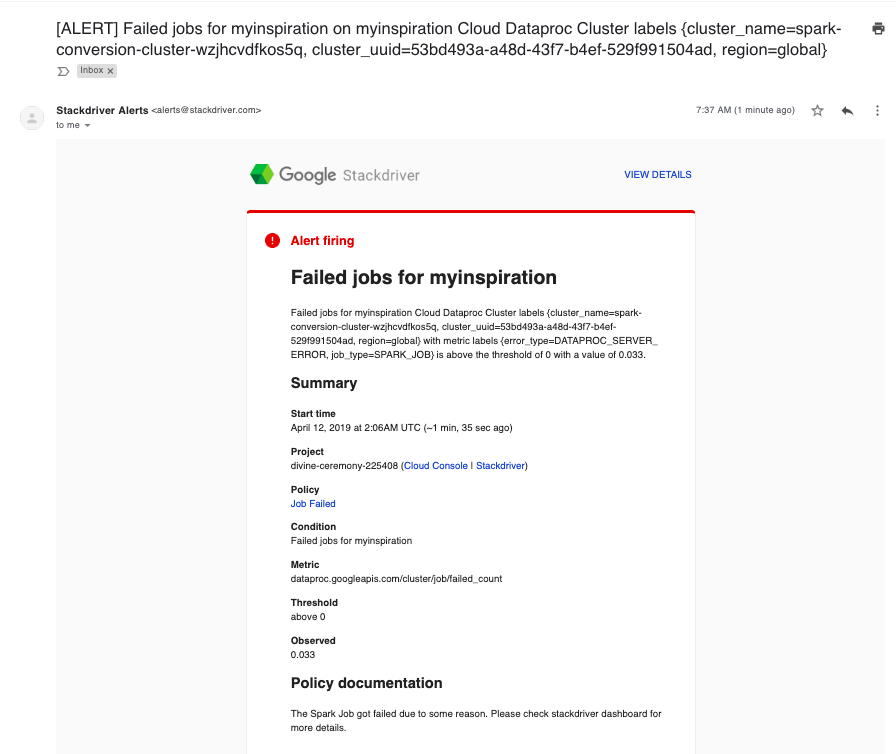 [ALERT] Failed jobs for myinspiration on myinspiration Cloud Dataproc Cluster labels {cluster_name=spark-
conversion-cluster-wzjhcvdfkos5q, cluster_uuid=53bd493a-a48d-43f7-b4ef-529f991504ad, region=global}
Inbox x
Stackdriver Alerts <alerts@stackdriver.com>
7:37 AM (1 minute ago)
to me
Google Stackdriver
VIEW DETAILS
Alert firing
Failed jobs for myinspiration
Failed jobs for myinspiration Cloud Dataproc Cluster labels {cluster_name=spark-
conversion-cluster-wzjhcvdfkos5q, cluster_uuid=53bd493a-a48d-43f7-b4ef-
529f991504ad, region=global} with metric labels {error_type=DATAPROC_SERVER_
ERROR, job_type=SPARK_JOB} is above the threshold of 0 with a value of 0.033.
Summary
Start time
April 12, 2019 at 2:06AM UTC (~1 min, 35 sec ago)
Project
divine-ceremony-225408 (Cloud Console | Stackdriver)
Policy
Job Failed
Condition
Failed jobs for myinspiration
Metric
dataproc.googleapis.com/cluster/job/failed_count
Threshold
above 0
Observed
0.033
Policy documentation
The Spark Job got failed due to some reason. Please check stackdriver dashboard for
more details.